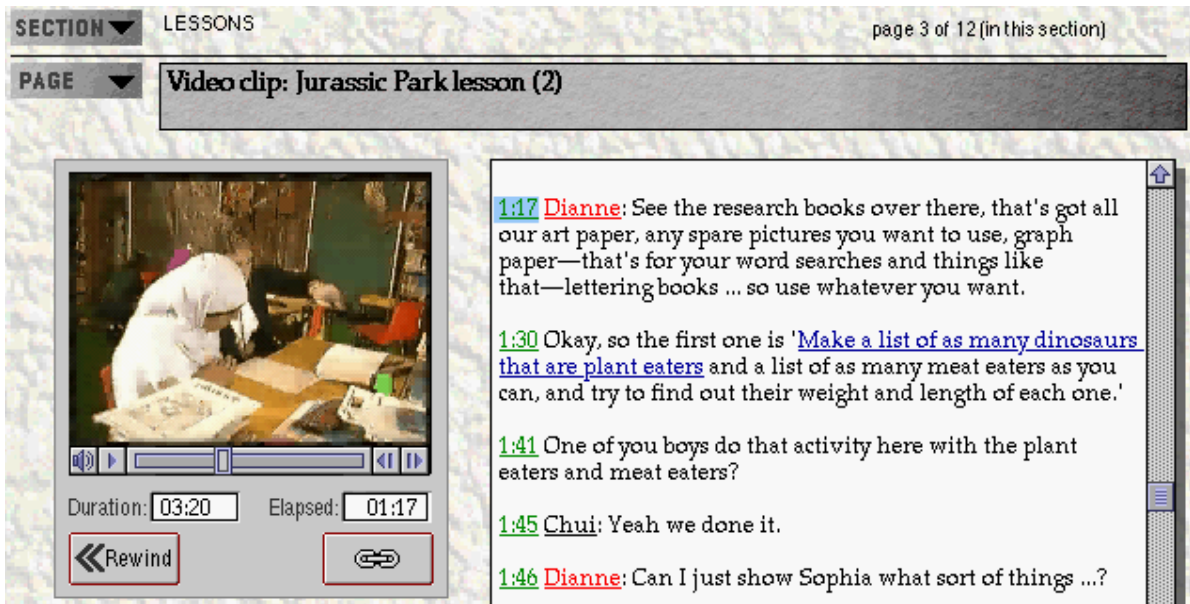 SECTION
LESSONS
page 3 of 12 (in this section)
PAGE
Video clip: Jurassic Park lesson (2)
Duration: 03:20
Elapsed: 01:17
Rewind
1:17 Dianne: See the research books over there, that's got all
our art paper, any spare pictures you want to use, graph
paper—that's for your word searches and things like
that—lettering books ... so use whatever you want.
1:30 Okay, so the first one is 'Make a list of as many dinosaurs
that are plant eaters and a list of as many meat eaters as you
can, and try to find out their weight and length of each one.'
1:41 One of you boys do that activity here with the plant
eaters and meat eaters?
1:45 Chui: Yeah we done it.
1:46 Dianne: Can I just show Sophia what sort of things ...?